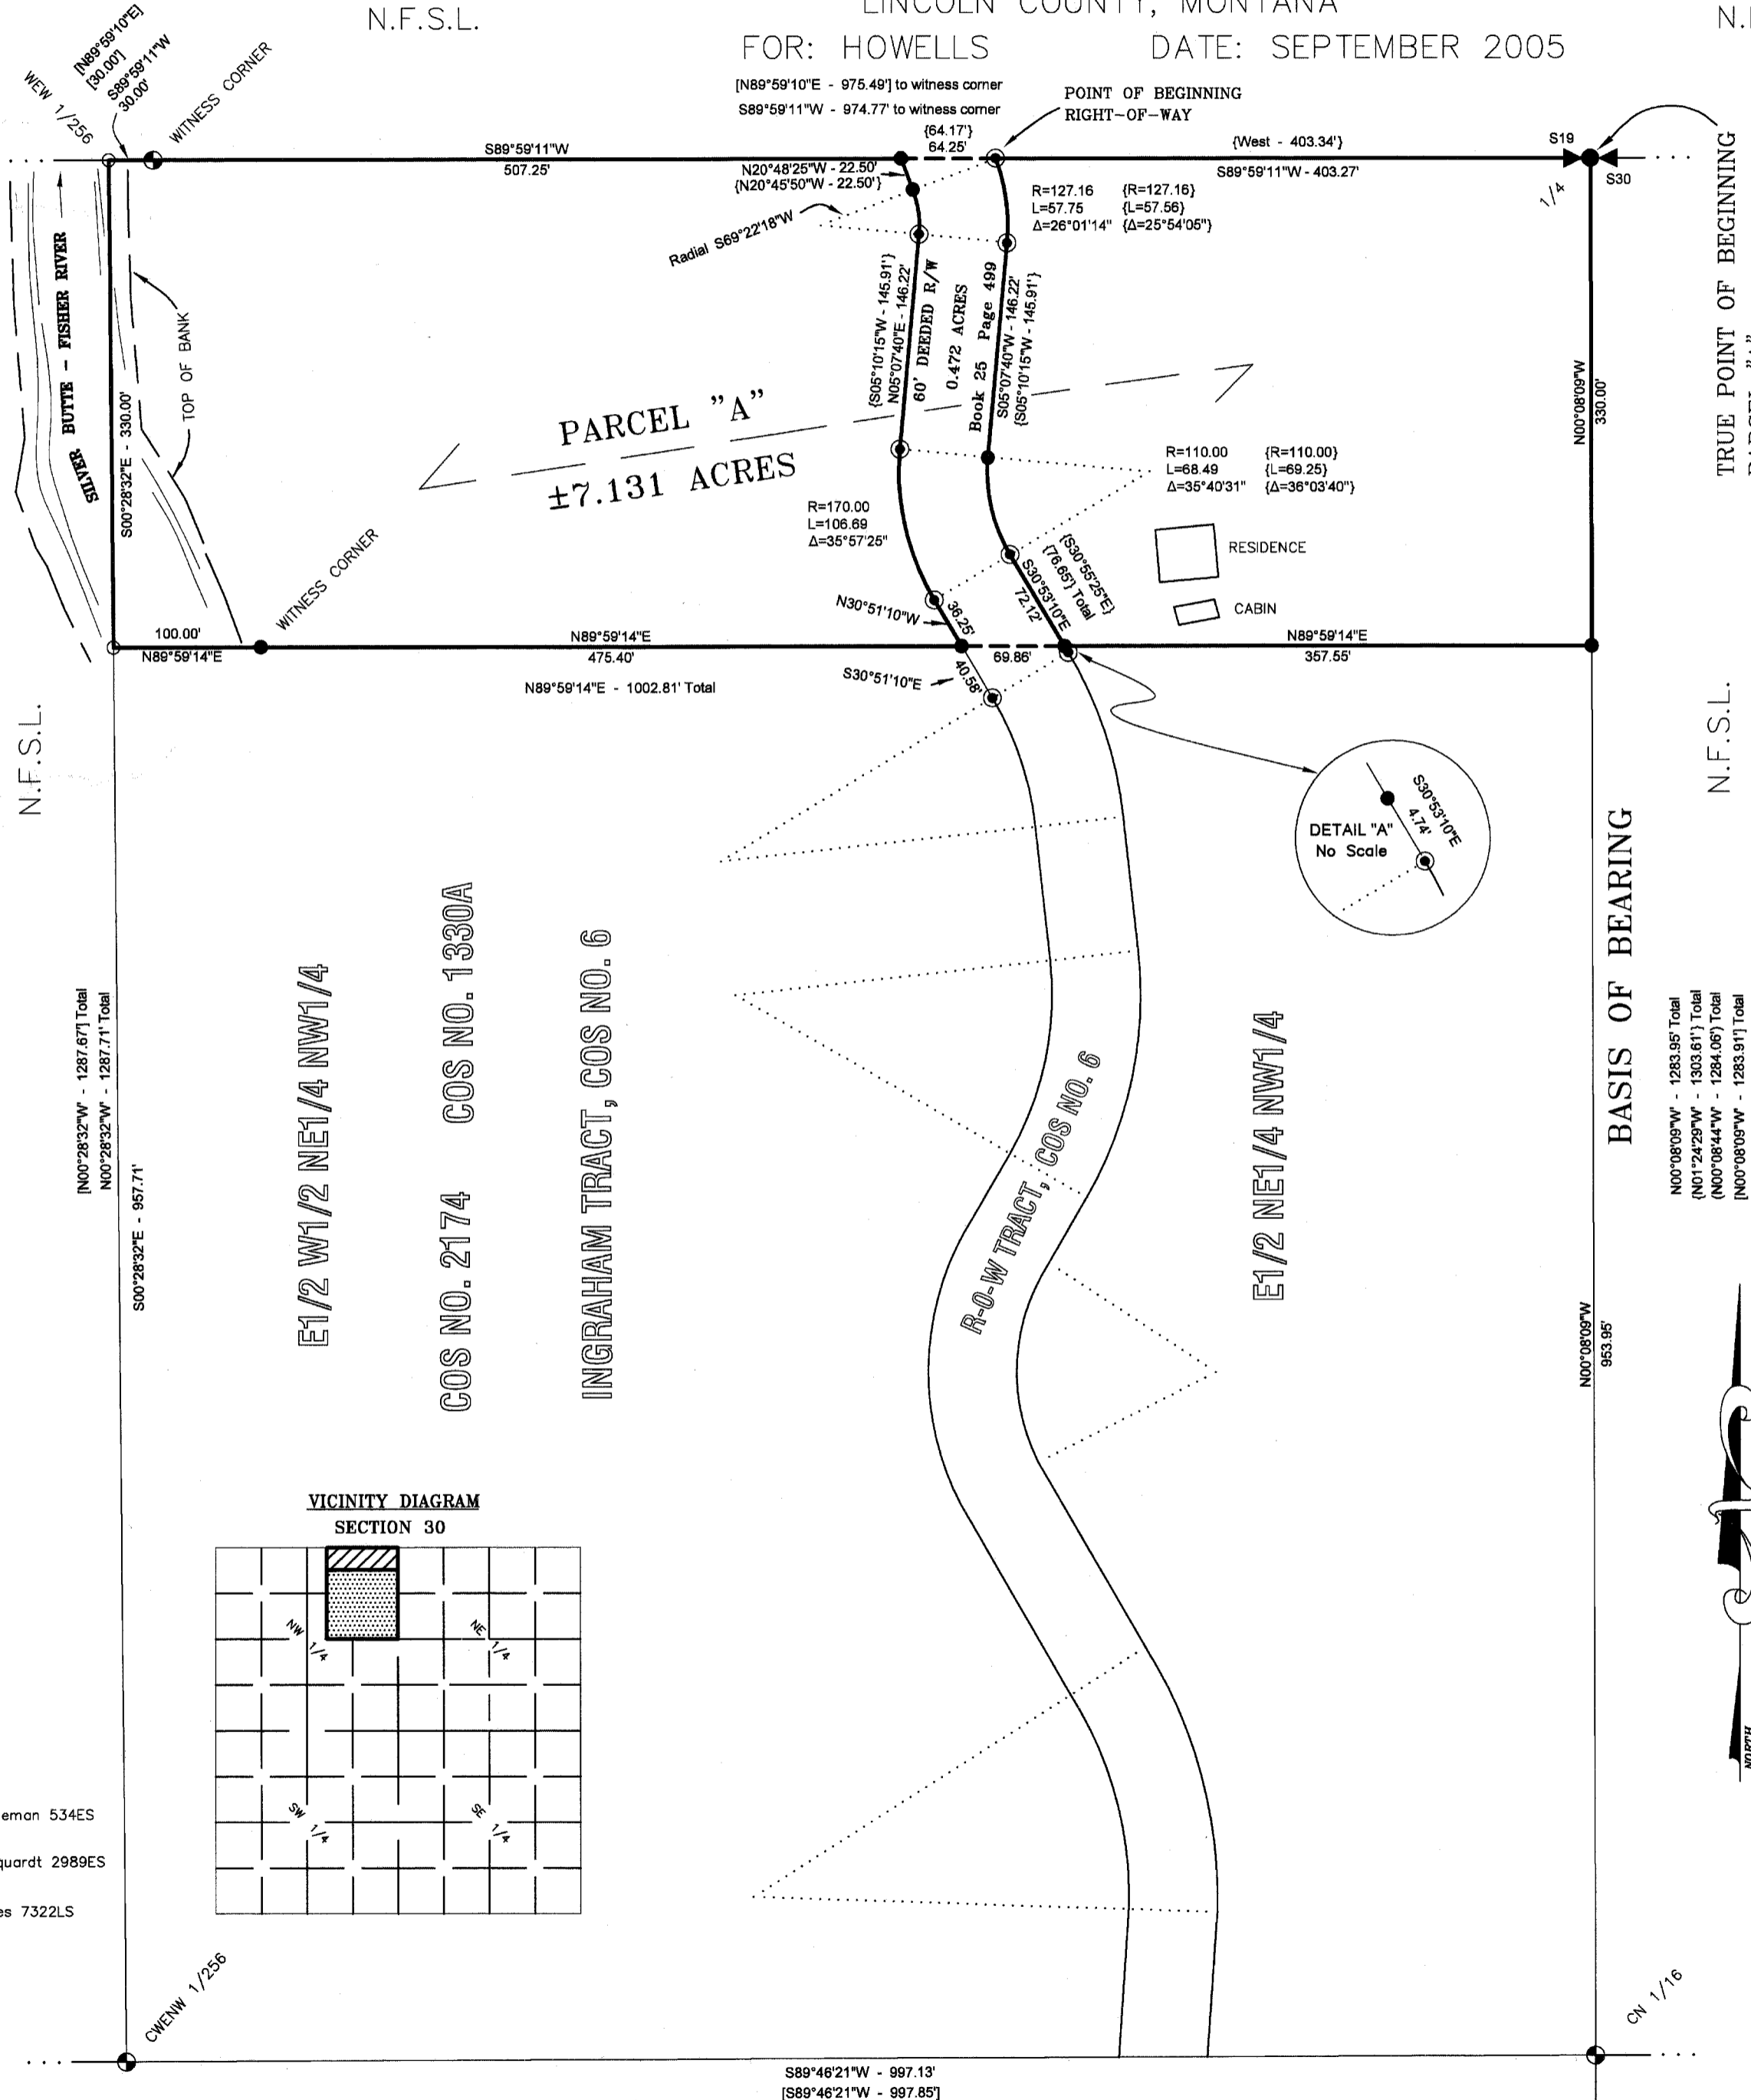 LINCOLN COUNTY, MONTANA
N.F.S.L.
FOR: HOWELLS DATE: SEPTEMBER 2005
[N89°59'10"E]
[30.00']
S89°59'11"W
30.00'
WEW 1/256
WITNESS CORNER
[N89°59'10"E - 975.49'] to witness corner
S89°59'11"W - 974.77' to witness corner
POINT OF BEGINNING
RIGHT-OF-WAY
{64.17'}
64.25'
S89°59'11"W
507.25'
{West - 403.34'}
S89°59'11"W - 403.27'
S19
S30
1/4
N20°48'25"W - 22.50'
{N20°45'50"W - 22.50'}
Radial S69°22'18"W
R=127.16 {R=127.16}
L=57.75 {L=57.56}
Δ=26°01'14" {Δ=25°54'05"}
TRUE POINT OF BEGINNING
SILVER BUTTE - FISHER RIVER
TOP OF BANK
S00°28'32"E - 330.00'
{S05°10'15"W - 145.91'}
N05°07'40"E - 146.22'
60' DEEDED R/W
0.472 ACRES
Book 25 Page 499
S05°07'40"W - 146.22'
{S05°10'15"W - 145.91'}
N00°08'09"W
330.00'
PARCEL "A"
±7.131 ACRES
R=110.00 {R=110.00}
L=68.49 {L=69.25}
Δ=35°40'31" {Δ=36°03'40"}
R=170.00
L=106.69
Δ=35°57'25"
RESIDENCE
CABIN
{S30°55'25"E}
{76.65'} Total
S30°53'10"E
72.12'
N30°51'10"W
36.25'
WITNESS CORNER
100.00'
N89°59'14"E
N89°59'14"E
475.40'
69.86'
N89°59'14"E
357.55'
S30°51'10"E
40.58'
N89°59'14"E - 1002.81' Total
N.F.S.L.
N.F.S.L.
DETAIL "A"
No Scale
S30°53'10"E
4.74'
BASIS OF BEARING
[N00°28'32"W - 1287.67'] Total
N00°28'32"W - 1287.71' Total
S00°28'32"E - 957.71'
E1/2 W1/2 NE1/4 NW1/4
COS NO. 2174 COS NO. 1330A
INGRAHAM TRACT, COS NO. 6
R-O-W TRACT, COS NO. 6
E1/2 NE1/4 NW1/4
N00°08'09"W - 1283.95' Total
{N01°24'29"W - 1303.61'} Total
(N00°08'44"W - 1284.06') Total
[N00°08'09"W - 1283.91'] Total
N00°08'09"W
953.95'
NORTH
VICINITY DIAGRAM
SECTION 30
NW 1/4
NE 1/4
SW 1/4
SE 1/4
eman 534ES
quardt 2989ES
es 7322LS
CWENW 1/256
CN 1/16
S89°46'21"W - 997.13'
[S89°46'21"W - 997.85']